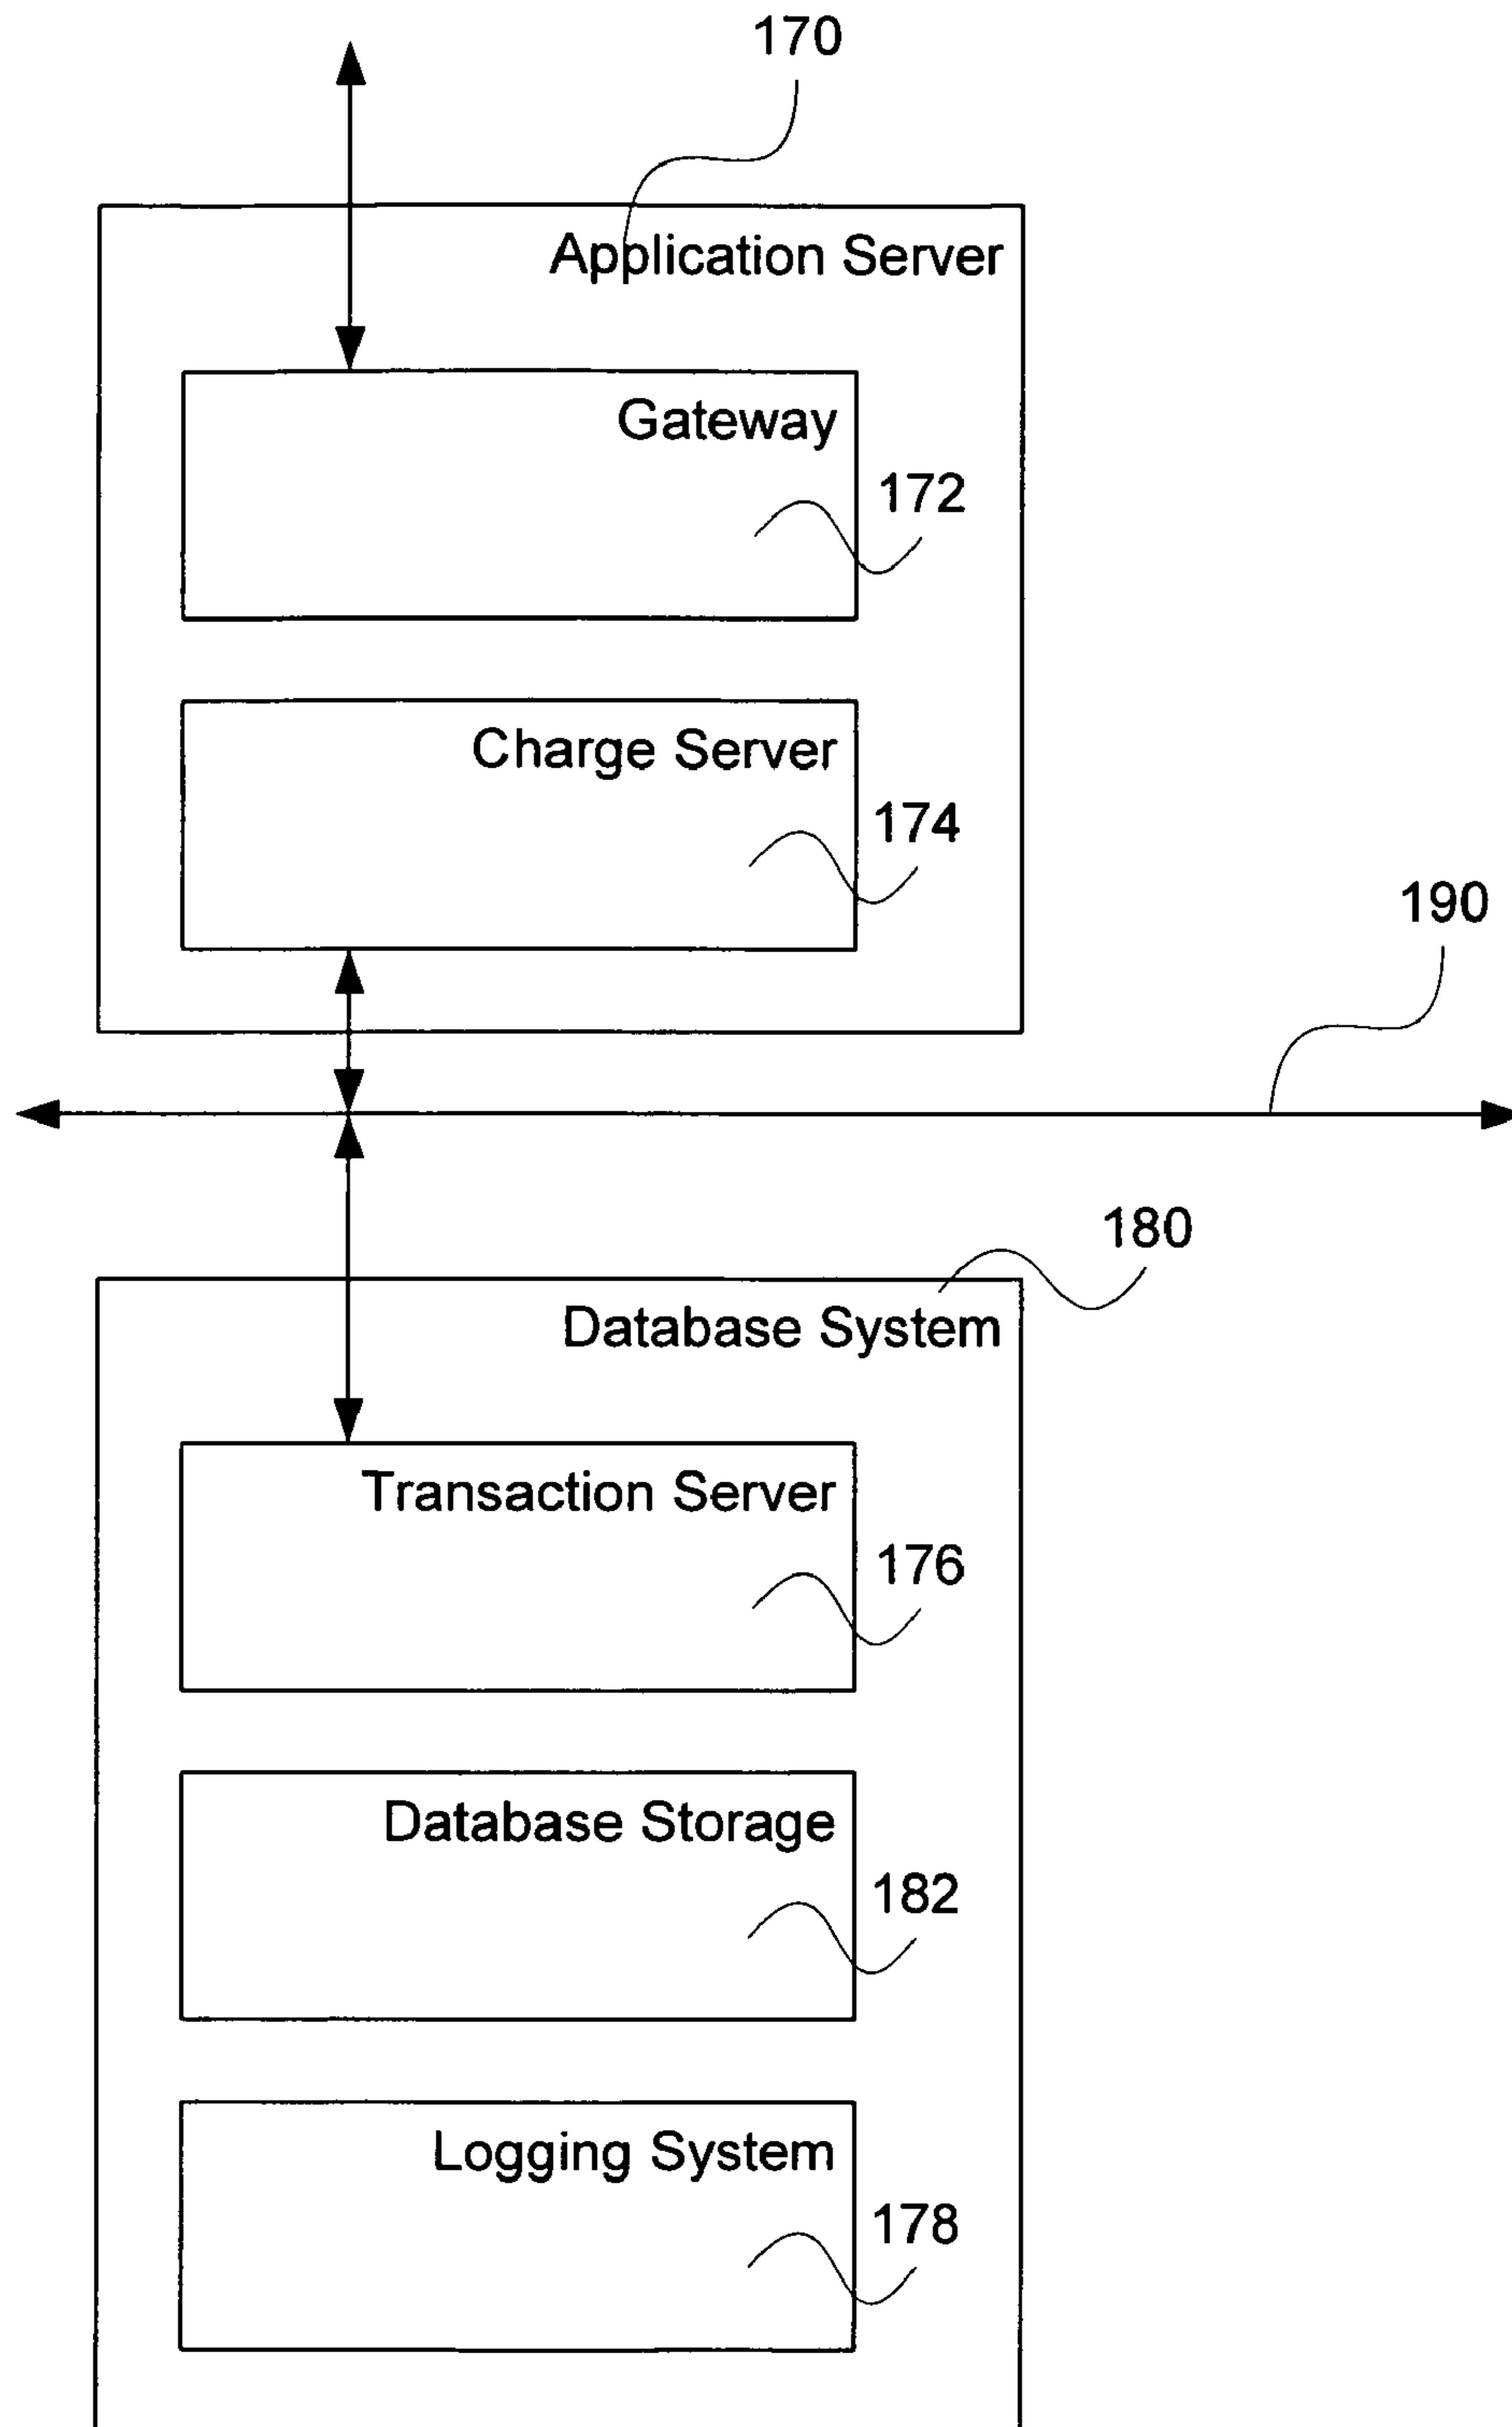 170
Application Server
Gateway
172
Charge Server
174
190
180
Database System
Transaction Server
176
Database Storage
182
Logging System
178